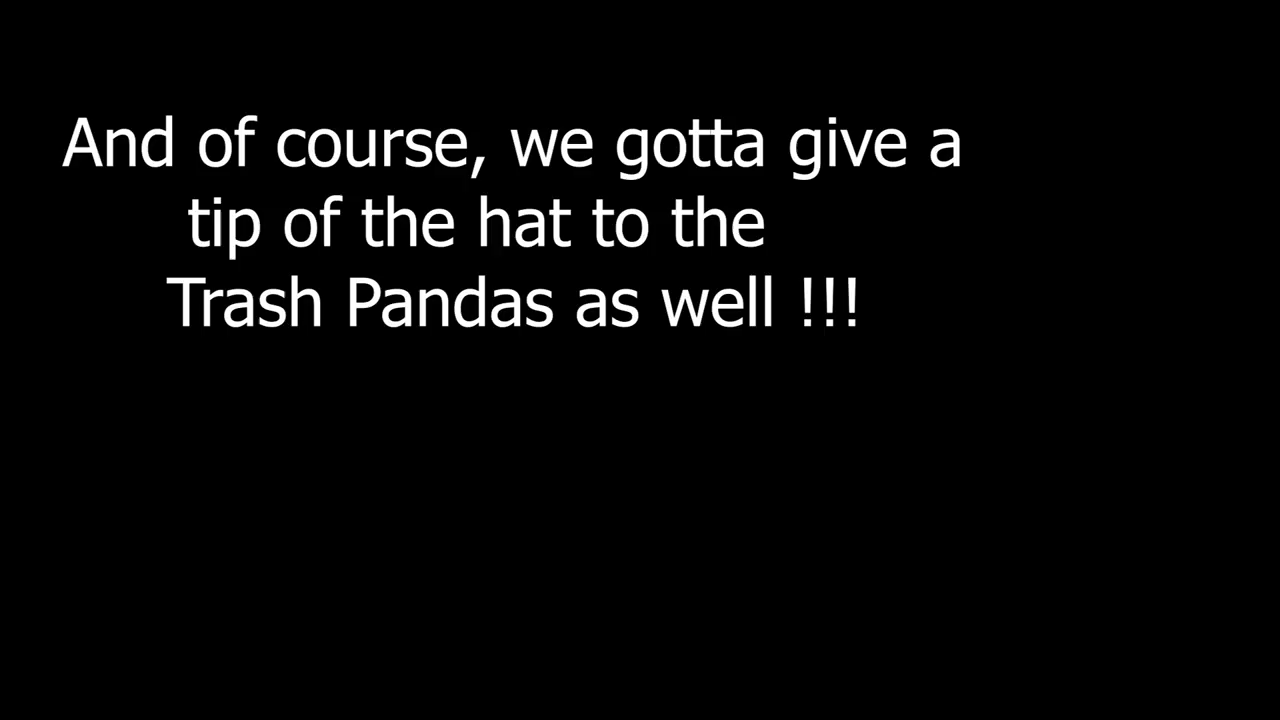 And of course, we gotta give a
tip of the hat to the
Trash Pandas as well !!!